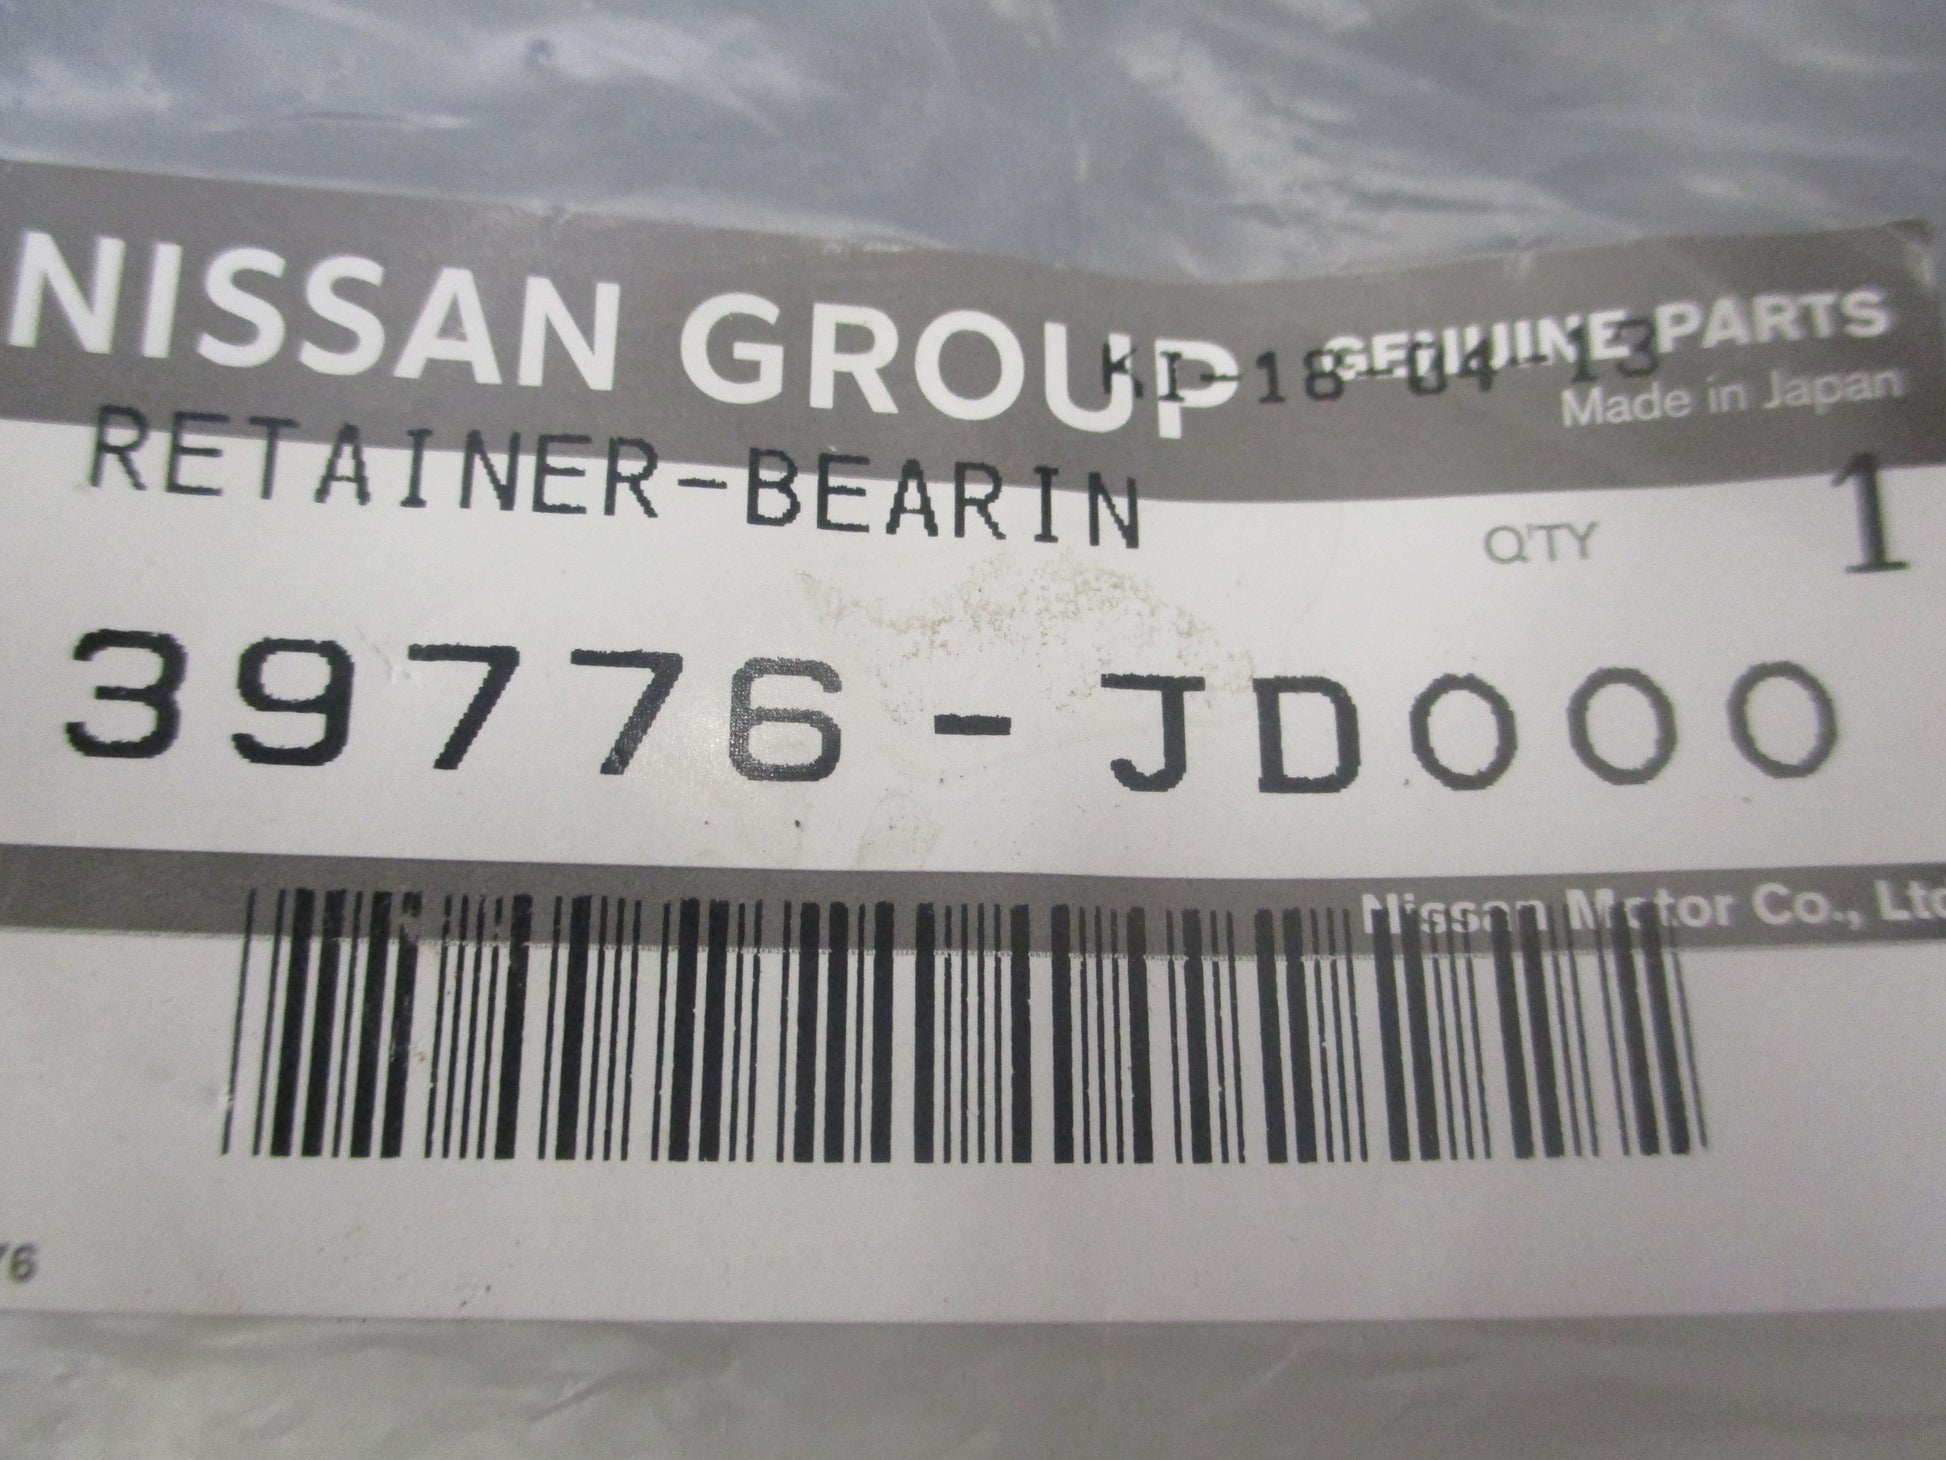 NISSAN GROUP
GENUINE PARTS
KI-18-04-13
Made in Japan
RETAINER-BEARIN
Q'TY 1
39776-JD000
Nissan Motor Co., Ltd
76